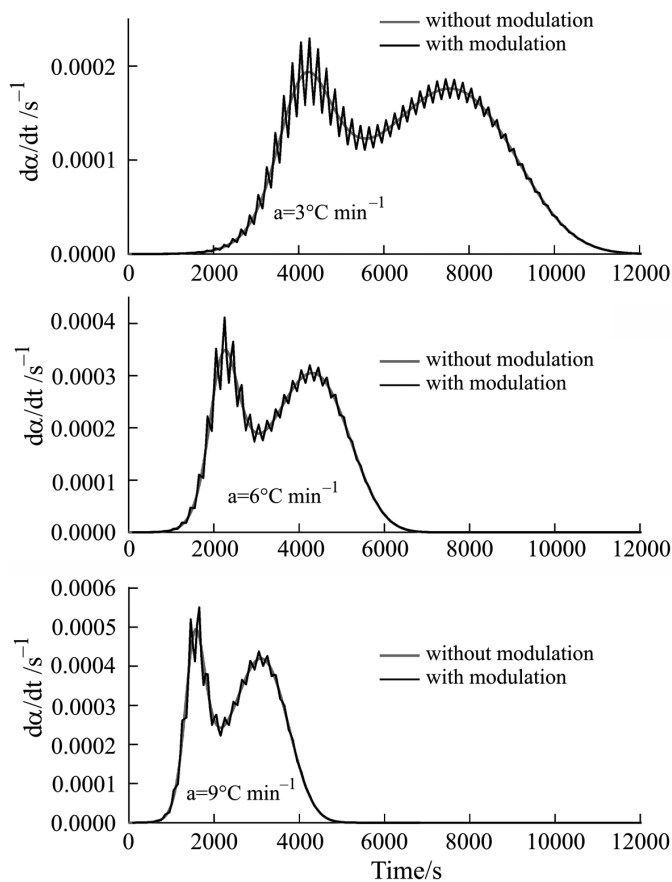 without modulation
with modulation
dα/dt /s⁻¹
0.0002
0.0001
0.0000
a=3°C min⁻¹
0 2000 4000 6000 8000 10000 12000
without modulation
with modulation
dα/dt /s⁻¹
0.0004
0.0003
0.0002
0.0001
0.0000
a=6°C min⁻¹
0 2000 4000 6000 8000 10000 12000
without modulation
with modulation
dα/dt /s⁻¹
0.0006
0.0005
0.0004
0.0003
0.0002
0.0001
0.0000
a=9°C min⁻¹
0 2000 4000 6000 8000 10000 12000
Time/s